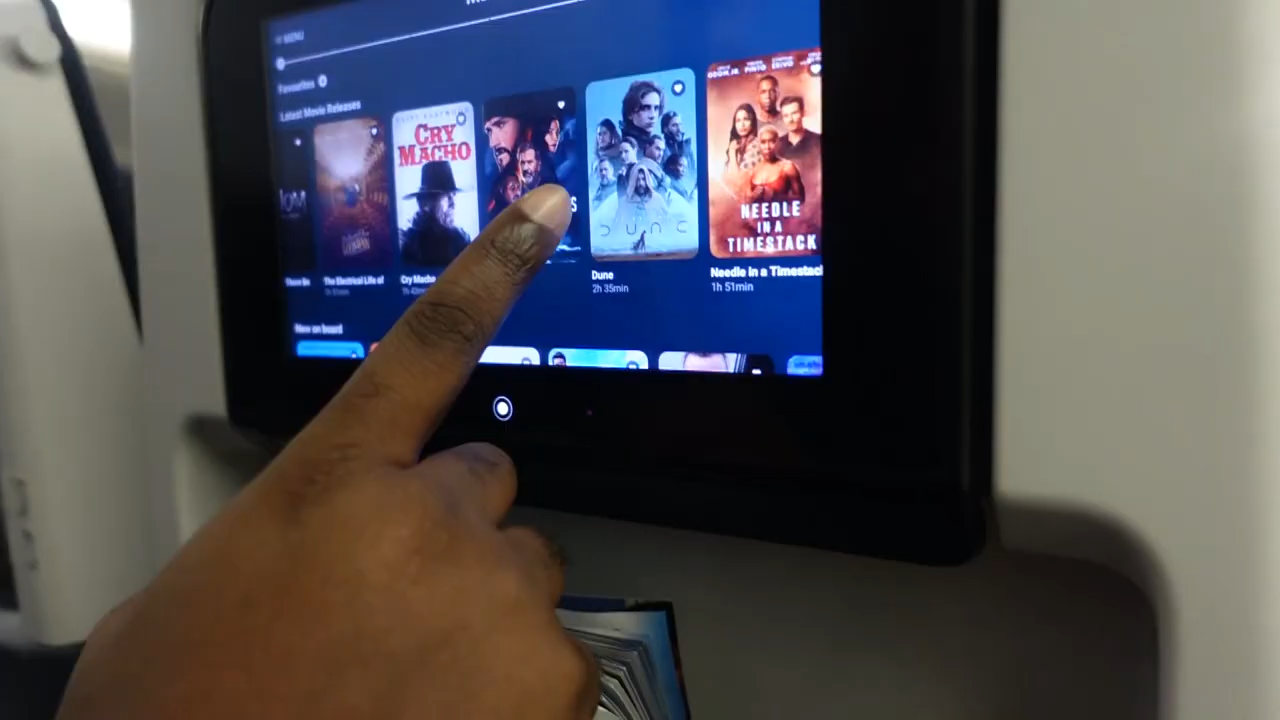 MENU
Favourites
Latest Movie Releases
CRY
MACHO
DUNE
NEEDLE
IN A
TIMESTACK
The Electrical Life of
Cry Macho
Dune
2h 35min
Needle in a Timestack
1h 51min
New on board